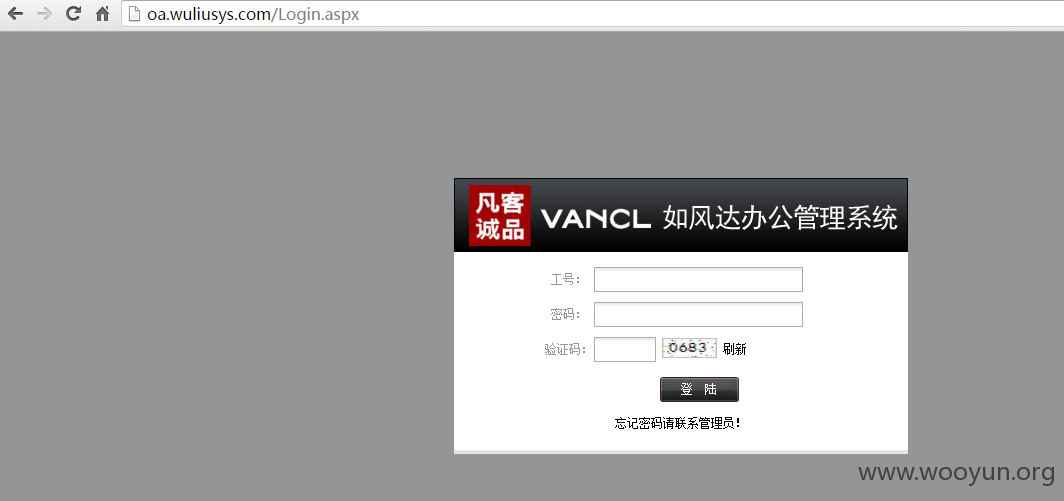 oa.wuliusys.com/Login.aspx
凡客
诚品
VANCL 如风达办公管理系统
工号：
密码：
验证码： 0683 刷新
登 陆
忘记密码请联系管理员！
www.wooyun.org